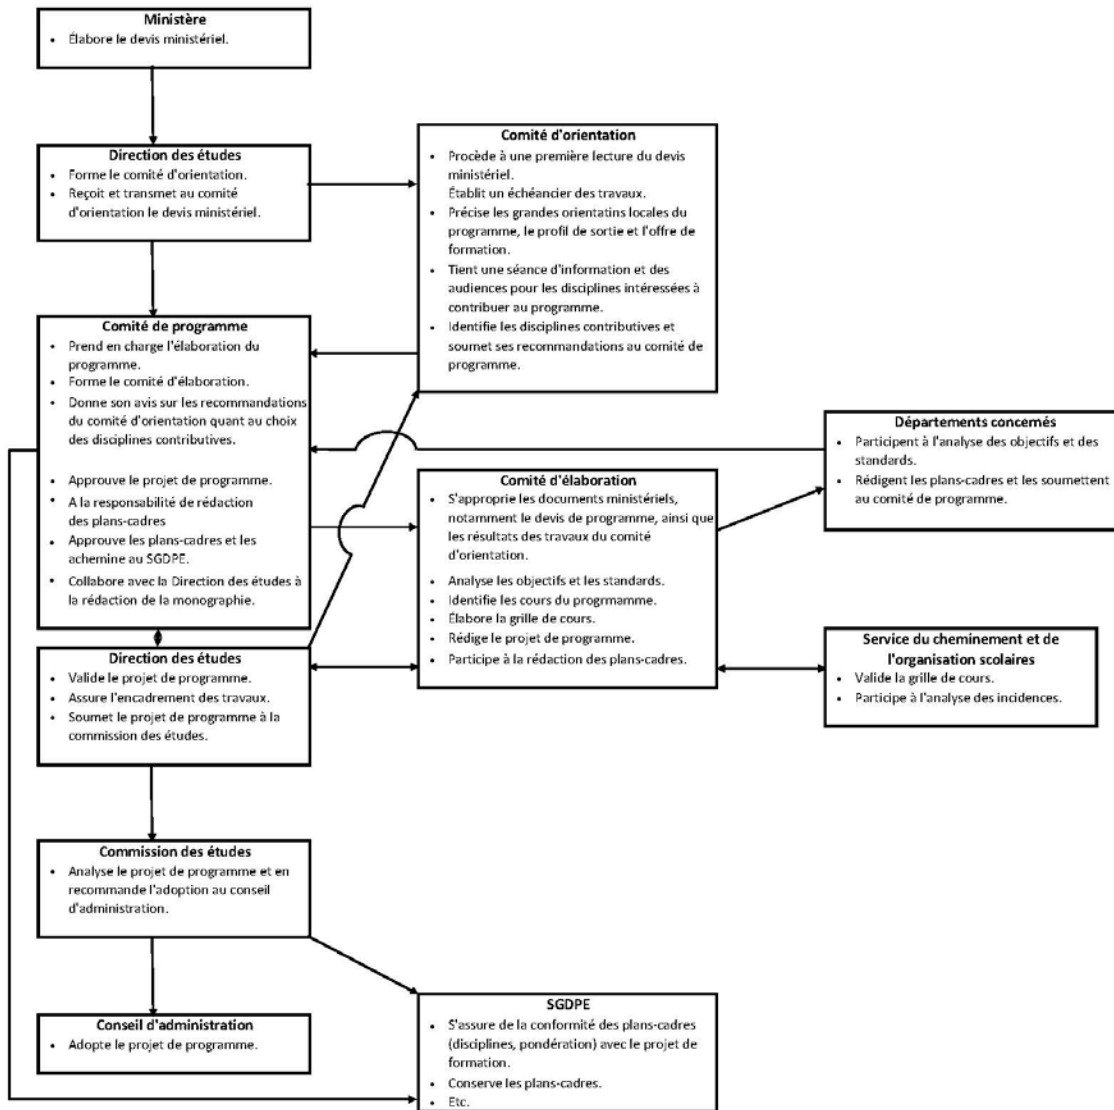 Ministère
• Élabore le devis ministériel.
Direction des études
• Forme le comité d'orientation.
• Reçoit et transmet au comité
d'orientation le devis ministériel.
Comité d'orientation
• Procède à une première lecture du devis
ministériel.
Établit un échéancier des travaux.
• Précise les grandes orientatins locales du
programme, le profil de sortie et l'offre de
formation.
• Tient une séance d'information et des
audiences pour les disciplines intéressées à
contribuer au programme.
• Identifie les disciplines contributives et
soumet ses recommandations au comité de
programme.
Comité de programme
• Prend en charge l'élaboration du
programme.
• Forme le comité d'élaboration.
• Donne son avis sur les recommandations
du comité d'orientation quant au choix
des disciplines contributives.
• Approuve le projet de programme.
• A la responsabilité de rédaction
des plans-cadres
• Approuve les plans-cadres et les
achemine au SGDPE.
• Collabore avec la Direction des études à
la rédaction de la monographie.
Départements concernés
• Participent à l'analyse des objectifs et des
standards.
• Rédigent les plans-cadres et les soumettent
au comité de programme.
Comité d'élaboration
• S'approprie les documents ministériels,
notamment le devis de programme, ainsi que
les résultats des travaux du comité
d'orientation.
• Analyse les objectifs et les standards.
• Identifie les cours du progrmamme.
• Élabore la grille de cours.
• Rédige le projet de programme.
• Participe à la rédaction des plans-cadres.
Service du cheminement et de
l'organisation scolaires
• Valide la grille de cours.
• Participe à l'analyse des incidences.
Direction des études
• Valide le projet de programme.
• Assure l'encadrement des travaux.
• Soumet le projet de programme à la
commission des études.
Commission des études
• Analyse le projet de programme et en
recommande l'adoption au conseil
d'administration.
Conseil d'administration
• Adopte le projet de programme.
SGDPE
• S'assure de la conformité des plans-cadres
(disciplines, pondération) avec le projet de
formation.
• Conserve les plans-cadres.
• Etc.